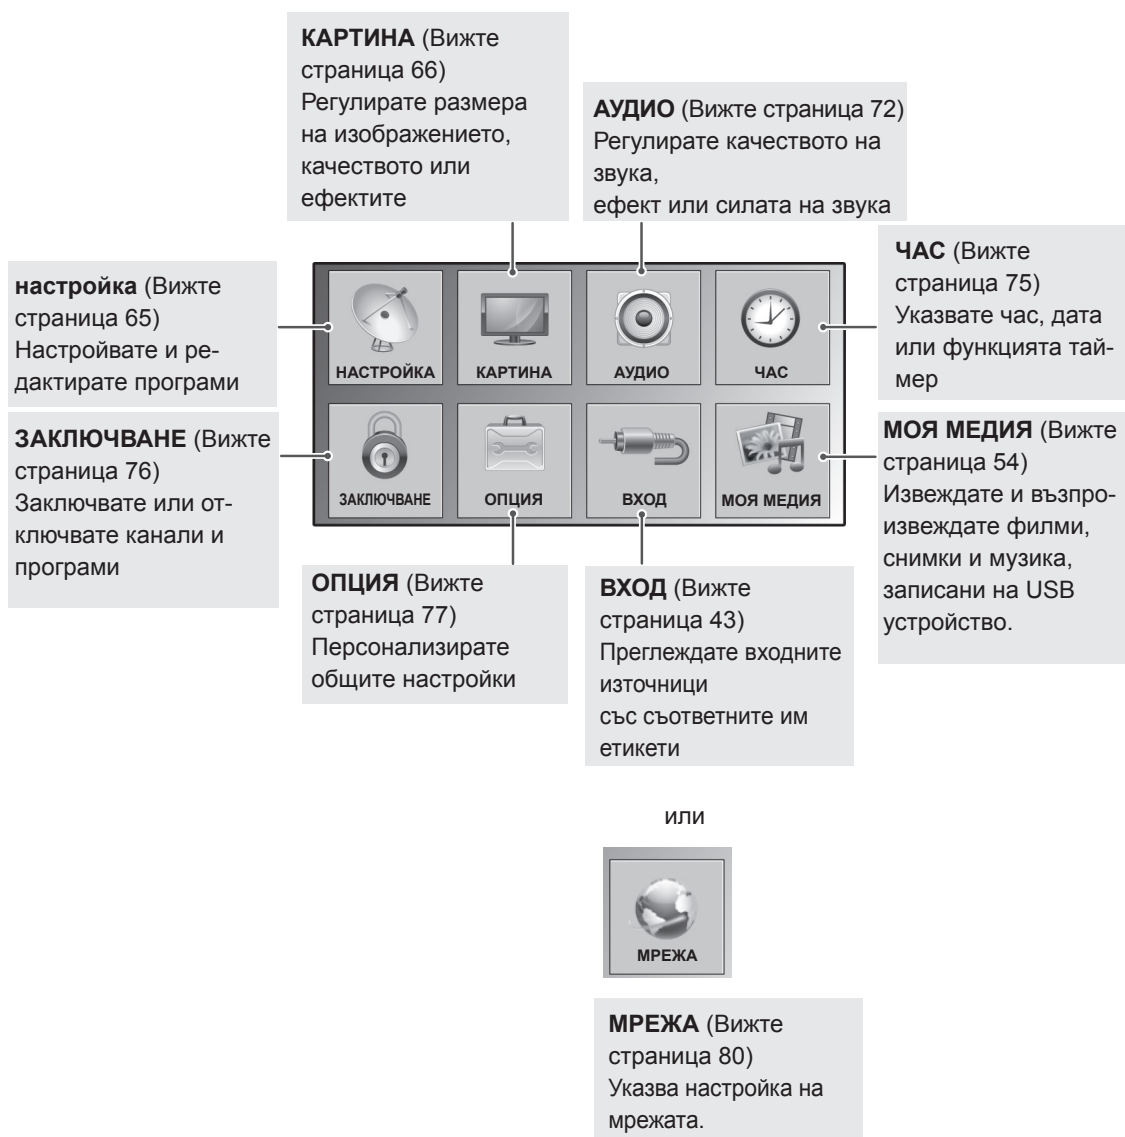 КАРТИНА (Вижте
страница 66)
Регулирате размера
на изображението,
качеството или
ефектите
АУДИО (Вижте страница 72)
Регулирате качеството на
звука,
ефект или силата на звука
настройка (Вижте
страница 65)
Настройвате и ре-
дактирате програми
ЧАС (Вижте
страница 75)
Указвате час, дата
или функцията тай-
мер
НАСТРОЙКА
КАРТИНА
АУДИО
ЧАС
ЗАКЛЮЧВАНЕ
ОПЦИЯ
ВХОД
МОЯ МЕДИЯ
ЗАКЛЮЧВАНЕ (Вижте
страница 76)
Заключвате или от-
ключвате канали и
програми
МОЯ МЕДИЯ (Вижте
страница 54)
Извеждате и възпро-
извеждате филми,
снимки и музика,
записани на USB
устройство.
ОПЦИЯ (Вижте
страница 77)
Персонализирате
общите настройки
ВХОД (Вижте
страница 43)
Преглеждате входните
източници
със съответните им
етикети
или
МРЕЖА
МРЕЖА (Вижте
страница 80)
Указва настройка на
мрежата.